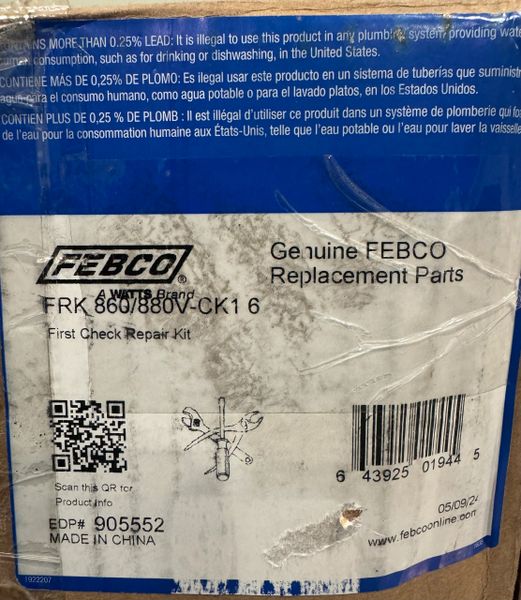 CONTAINS MORE THAN 0.25% LEAD: It is illegal to use this product in any plumbing system providing
consumption, such as for drinking or dishwashing, in the United States.
CONTIENE MÁS DE 0,25% DE PLOMO: Es ilegal usar este producto en un sistema de tuberías que
agua para el consumo humano, como agua potable o para el lavado platos, en los Estados Unidos.
CONTIEN PLUS DE 0,25 % DE PLOMB : Il est illégal d'utiliser ce produit dans un système de plomberie qui
de l'eau pour la consommation humaine aux États-Unis, telle que l'eau potable ou l'eau pour laver la vaisselle
FEBCO®
A WATTS Brand
Genuine FEBCO
Replacement Parts
FRK 860/880V-CK1 6
First Check Repair Kit
Scan this QR for
Product Info
EDP# 905552
MADE IN CHINA
6 43925 01944 5
05/09/24
www.febcoonline.com
1922207